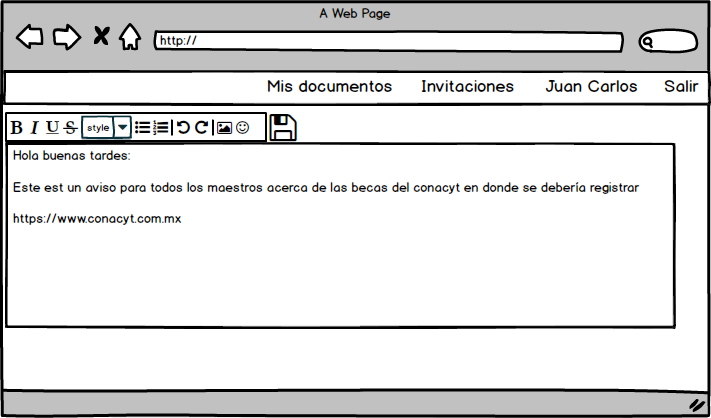 A Web Page
http://
Mis documentos Invitaciones Juan Carlos Salir
B I U S style
Hola buenas tardes:
Este est un aviso para todos los maestros acerca de las becas del conacyt en donde se debería registrar
https://www.conacyt.com.mx